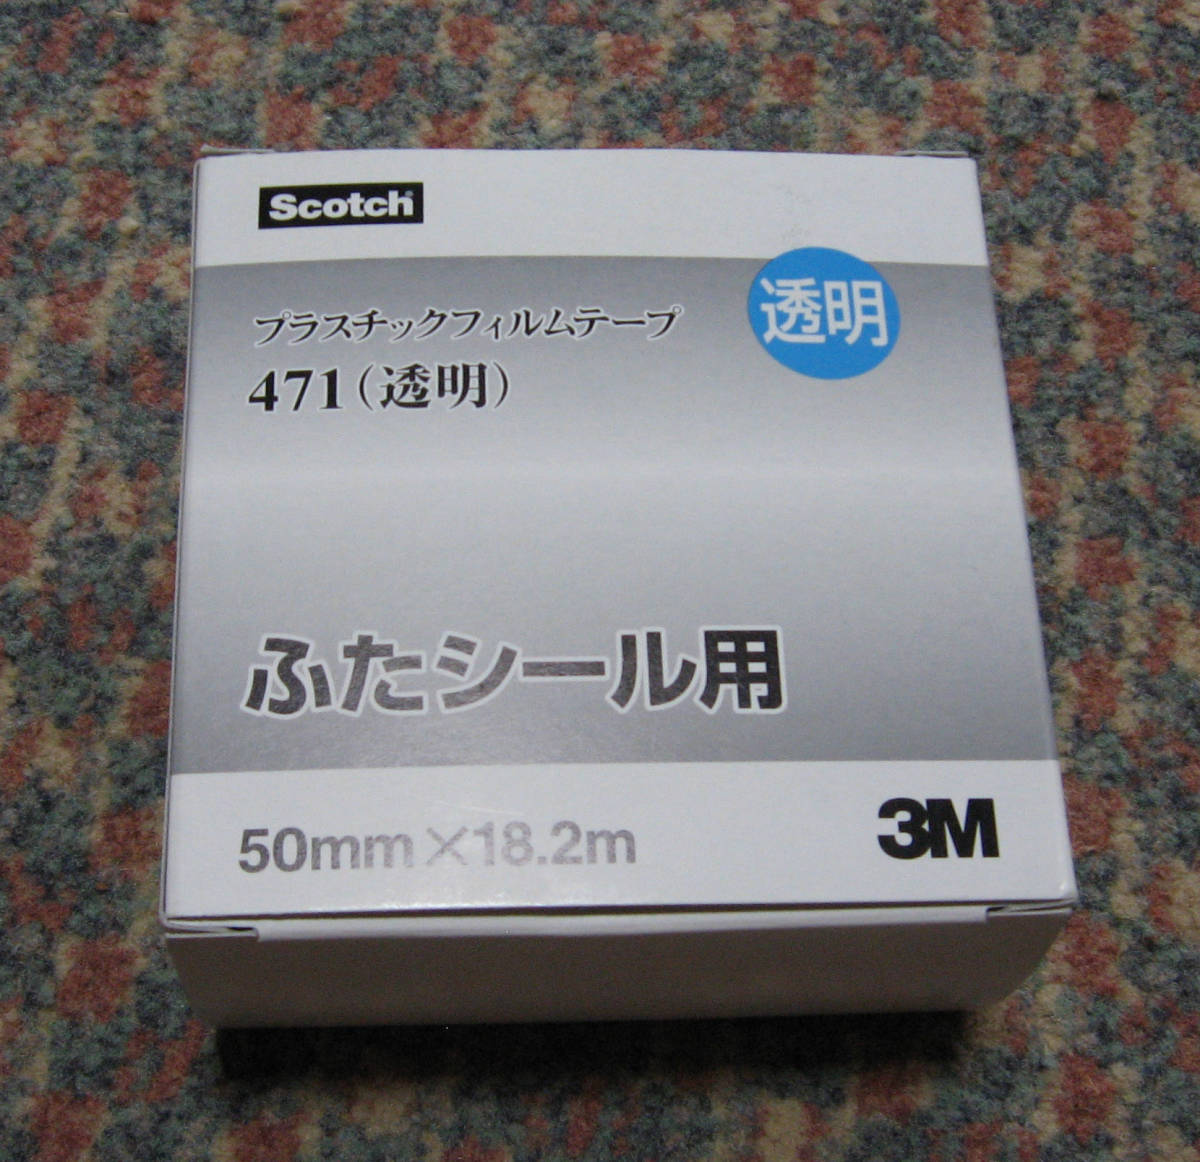 Scotch
透明
プラスチックフィルムテープ
471(透明)
ふたシール用
50mm×18.2m
3M